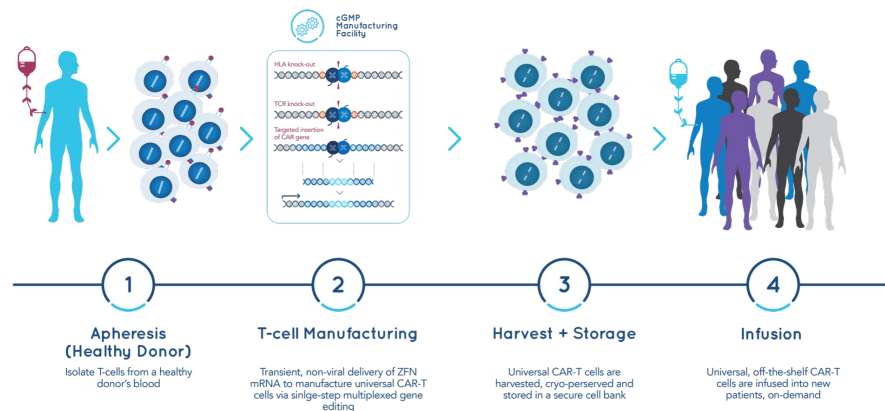 cGMP
Manufacturing
Facility
HLA knock-out
TCR knock-out
Targeted insertion
of CAR gene
1
Apheresis
(Healthy Donor)
Isolate T-cells from a healthy
donor's blood
2
T-cell Manufacturing
Transient, non-viral delivery of ZFN
mRNA to manufacture universal CAR-T
cells via sinlge-step multiplexed gene
editing
3
Harvest + Storage
Universal CAR-T cells are
harvested, cryo-perserved and
stored in a secure cell bank
4
Infusion
Universal, off-the-shelf CAR-T
cells are infused into new
patients, on-demand